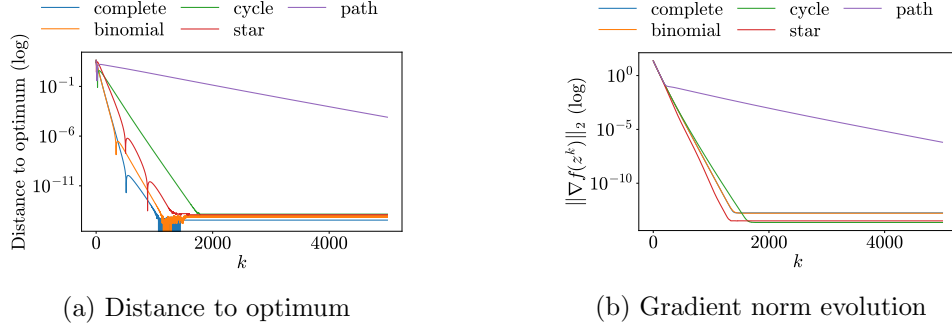 complete cycle path
binomial star
Distance to optimum (log)
10^{-1}
10^{-6}
10^{-11}
0 2000 4000
k
(a) Distance to optimum
complete cycle path
binomial star
||∇f(z^k)||_2 (log)
10^0
10^{-5}
10^{-10}
0 2000 4000
k
(b) Gradient norm evolution